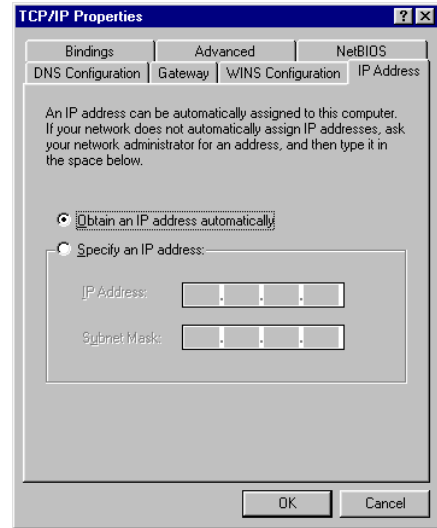 TCP/IP Properties
Bindings Advanced NetBIOS
DNS Configuration Gateway WINS Configuration IP Address
An IP address can be automatically assigned to this computer.
If your network does not automatically assign IP addresses, ask
your network administrator for an address, and then type it in
the space below.
Obtain an IP address automatically
Specify an IP address:
IP Address:
Subnet Mask:
OK Cancel